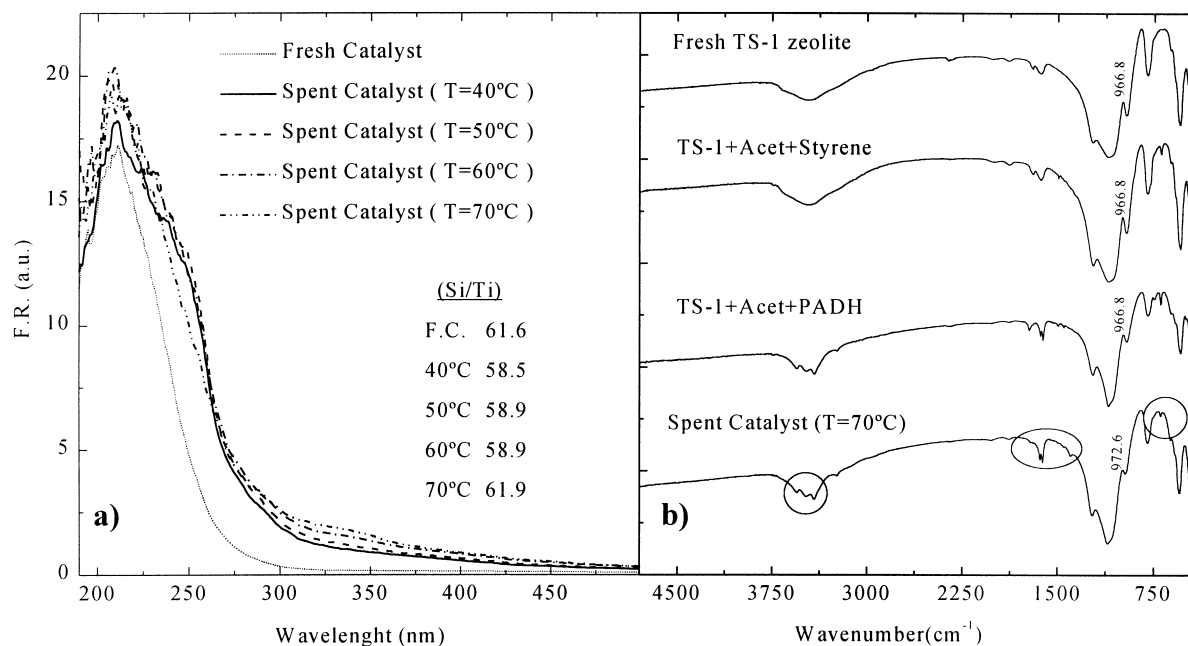 20
15
10
5
0
F.R. (a.u.)
200
250
300
350
400
450
Wavelenght (nm)
Fresh Catalyst
Spent Catalyst ( T=40ºC )
Spent Catalyst ( T=50ºC )
Spent Catalyst ( T=60ºC )
Spent Catalyst ( T=70ºC )
(Si/Ti)
F.C. 61.6
40ºC 58.5
50ºC 58.9
60ºC 58.9
70ºC 61.9
a)
Fresh TS-1 zeolite
966.8
TS-1+Acet+Styrene
966.8
TS-1+Acet+PADH
966.8
Spent Catalyst (T=70ºC)
972.6
b)
4500
3750
3000
2250
1500
750
Wavenumber(cm⁻¹)